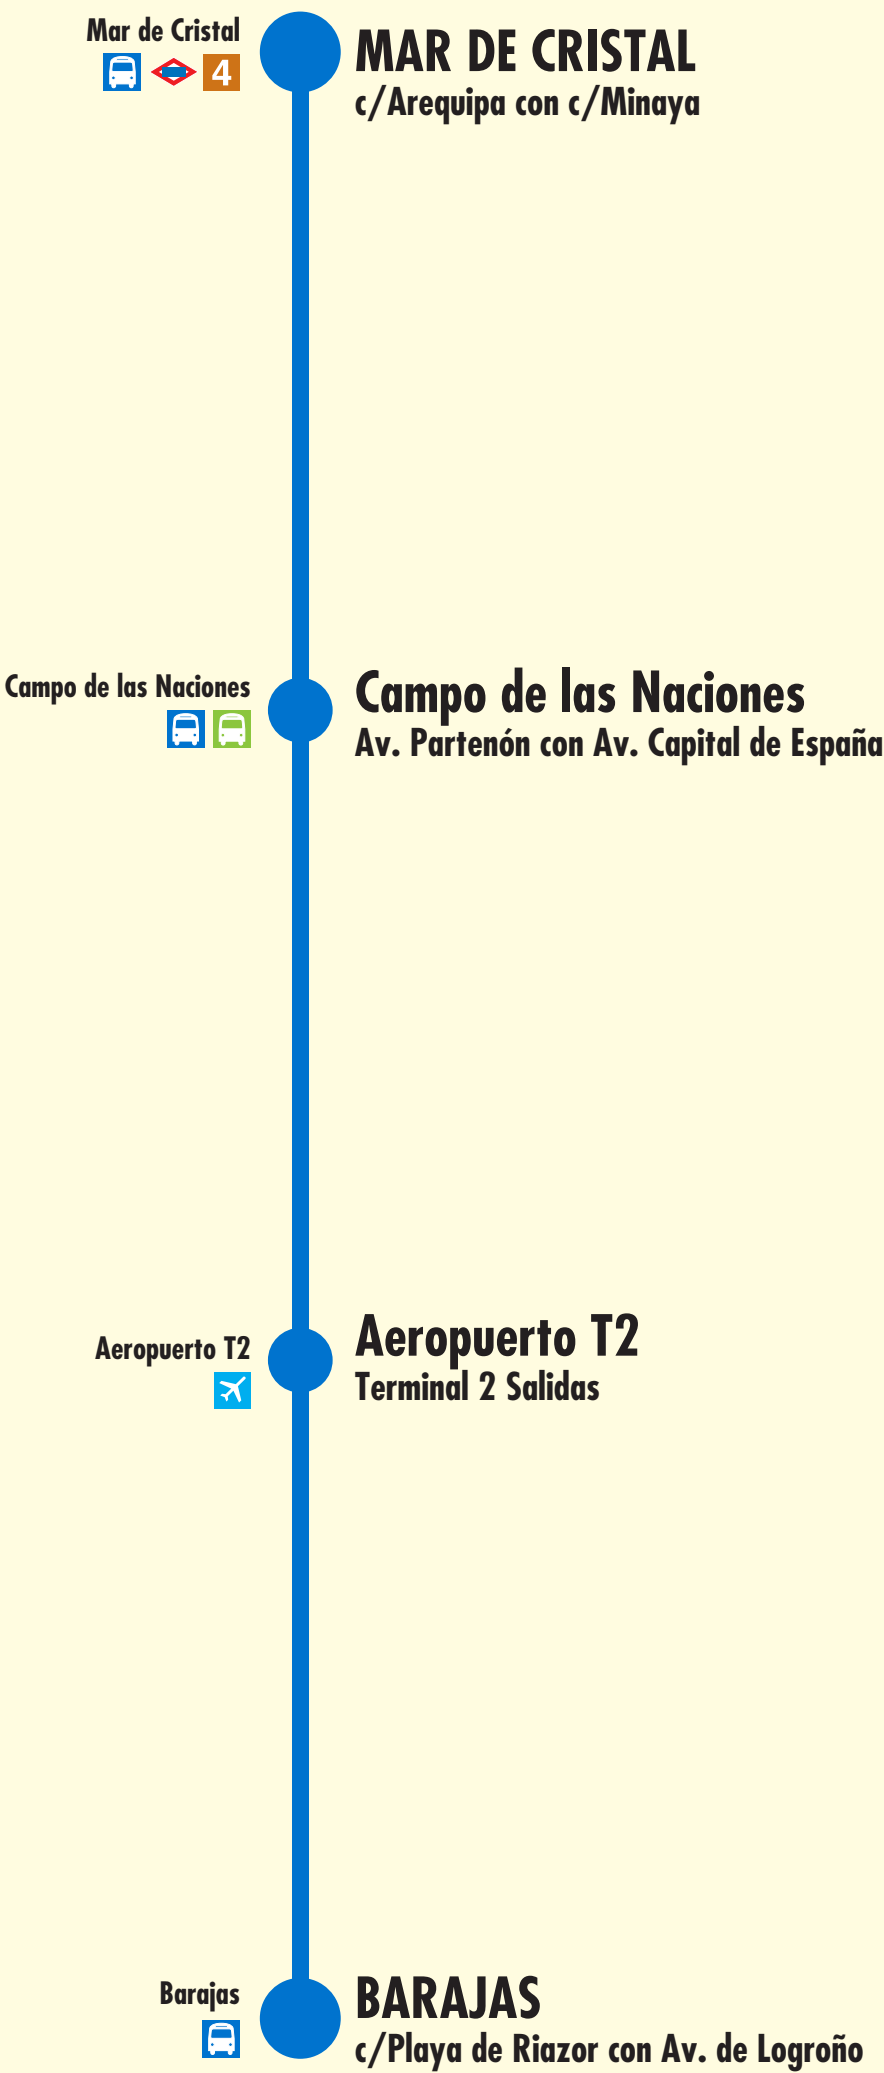 Mar de Cristal
4
MAR DE CRISTAL
c/Arequipa con c/Minaya
Campo de las Naciones
Campo de las Naciones
Av. Partenón con Av. Capital de España
Aeropuerto T2
Aeropuerto T2
Terminal 2 Salidas
Barajas
BARAJAS
c/Playa de Riazor con Av. de Logroño